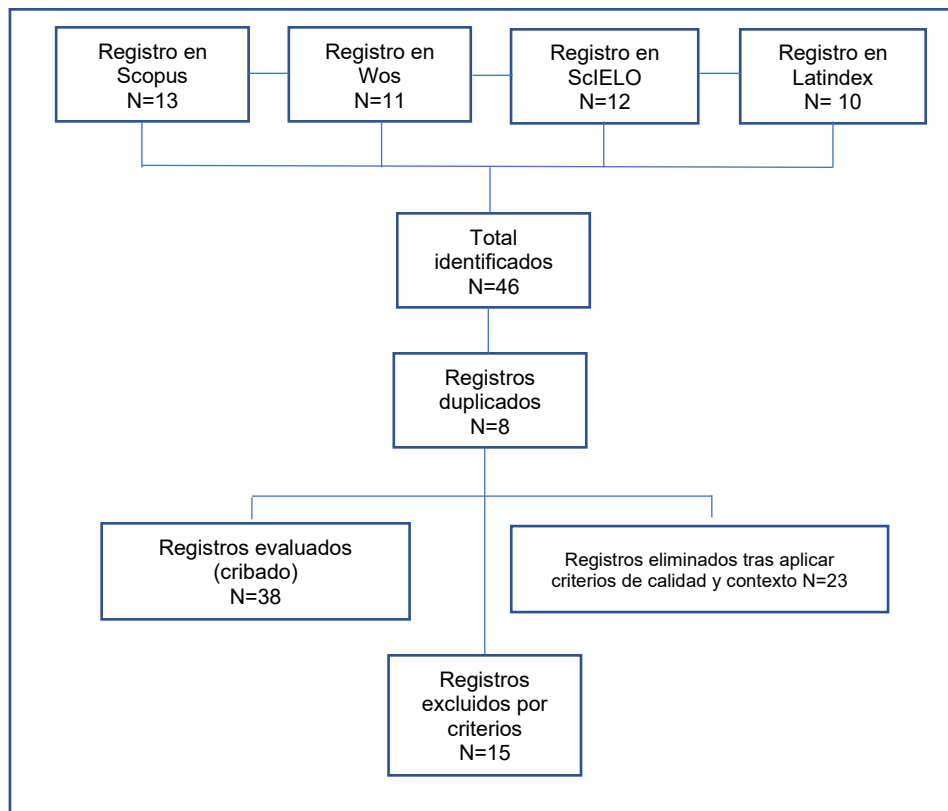 Registro en
Scopus
N=13
Registro en
Wos
N=11
Registro en
ScIELO
N=12
Registro en
Latindex
N= 10
Total
identificados
N=46
Registros
duplicados
N=8
Registros evaluados
(cribado)
N=38
Registros eliminados tras aplicar
criterios de calidad y contexto N=23
Registros
excluidos por
criterios
N=15